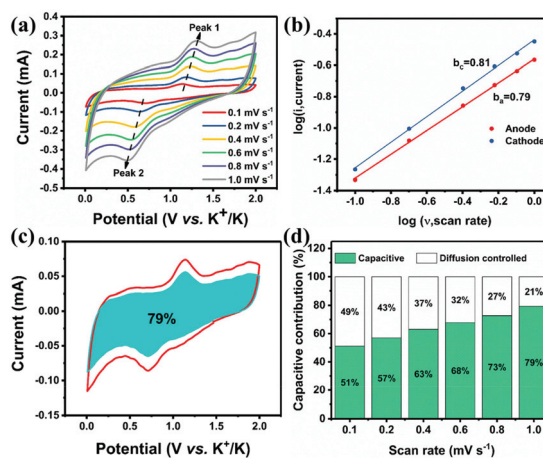 (a)
Peak 1
Peak 2
0.1 mV s⁻¹
0.2 mV s⁻¹
0.4 mV s⁻¹
0.6 mV s⁻¹
0.8 mV s⁻¹
1.0 mV s⁻¹
0.4
0.3
0.2
0.1
0.0
-0.1
-0.2
-0.3
-0.4
-0.5
Current (mA)
0.0 0.5 1.0 1.5 2.0
Potential (V vs. K⁺/K)
(b)
b꜀=0.81
bₐ=0.79
Anode
Cathode
-0.4
-0.6
-0.8
-1.0
-1.2
-1.4
log(i,current)
-1.0 -0.8 -0.6 -0.4 -0.2 0.0
log (ν,scan rate)
(c)
79%
0.10
0.05
0.00
-0.05
-0.10
-0.15
Current (mA)
0.0 0.5 1.0 1.5 2.0
Potential (V vs. K⁺/K)
(d)
Capacitive
Diffusion controlled
120
100
80
60
40
20
0
Capacitive contribution (%)
49% 43% 37% 32% 27% 21%
51% 57% 63% 68% 73% 79%
0.1 0.2 0.4 0.6 0.8 1.0
Scan rate (mV s⁻¹)